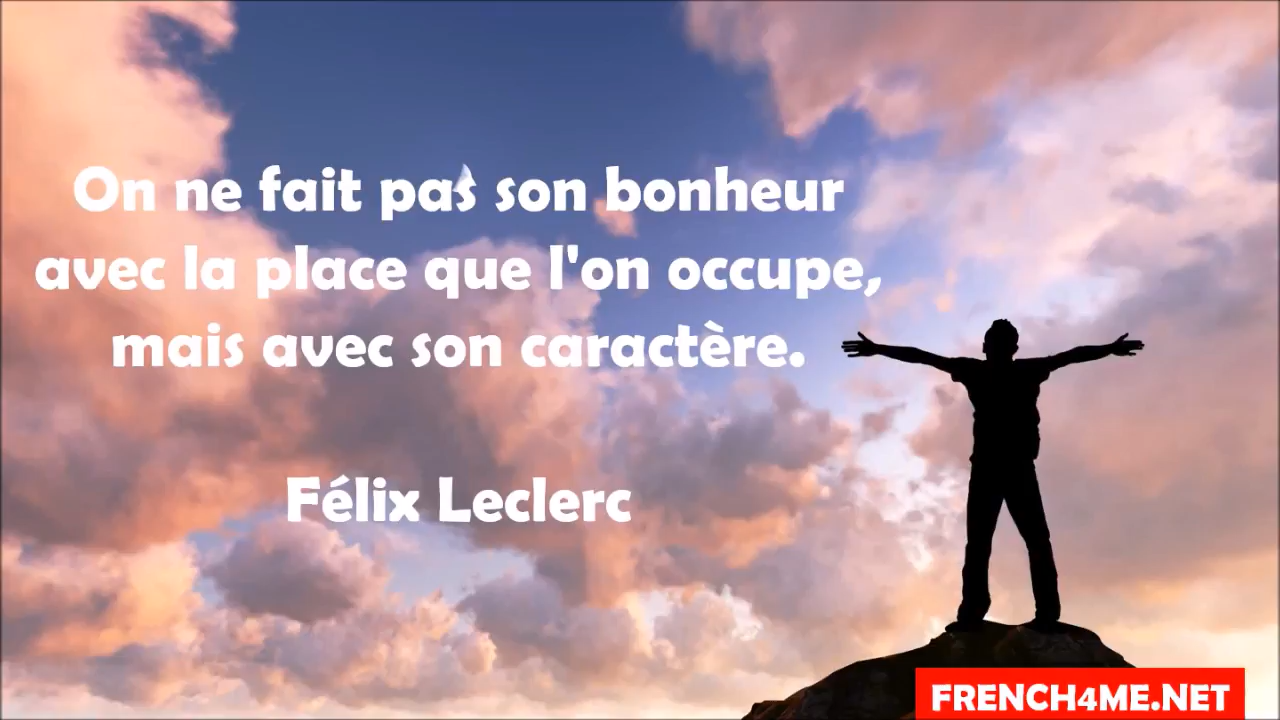 On ne fait pas son bonheur
avec la place que l'on occupe,
mais avec son caractère.
Félix Leclerc
FRENCH4ME.NET